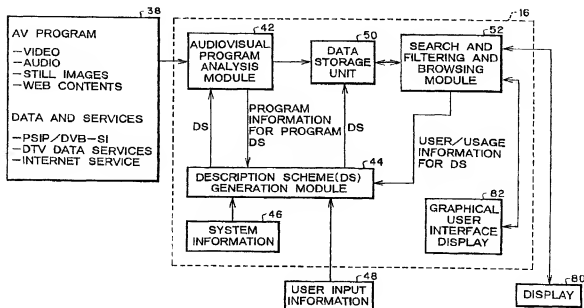 38
AV PROGRAM
-VIDEO
-AUDIO
-STILL IMAGES
-WEB CONTENTS
DATA AND SERVICES
-PSIP/DVB-SI
-DTV DATA SERVICES
-INTERNET SERVICE
16
42
AUDIOVISUAL
PROGRAM
ANALYSIS
MODULE
50
DATA
STORAGE
UNIT
52
SEARCH AND
FILTERING AND
BROWSING
MODULE
DS
PROGRAM
INFORMATION
FOR PROGRAM
DS
DS
USER/USAGE
INFORMATION
FOR DS
44
DESCRIPTION SCHEME(DS)
GENERATION MODULE
46
SYSTEM
INFORMATION
82
GRAPHICAL
USER
INTERFACE
DISPLAY
48
USER INPUT
INFORMATION
80
DISPLAY